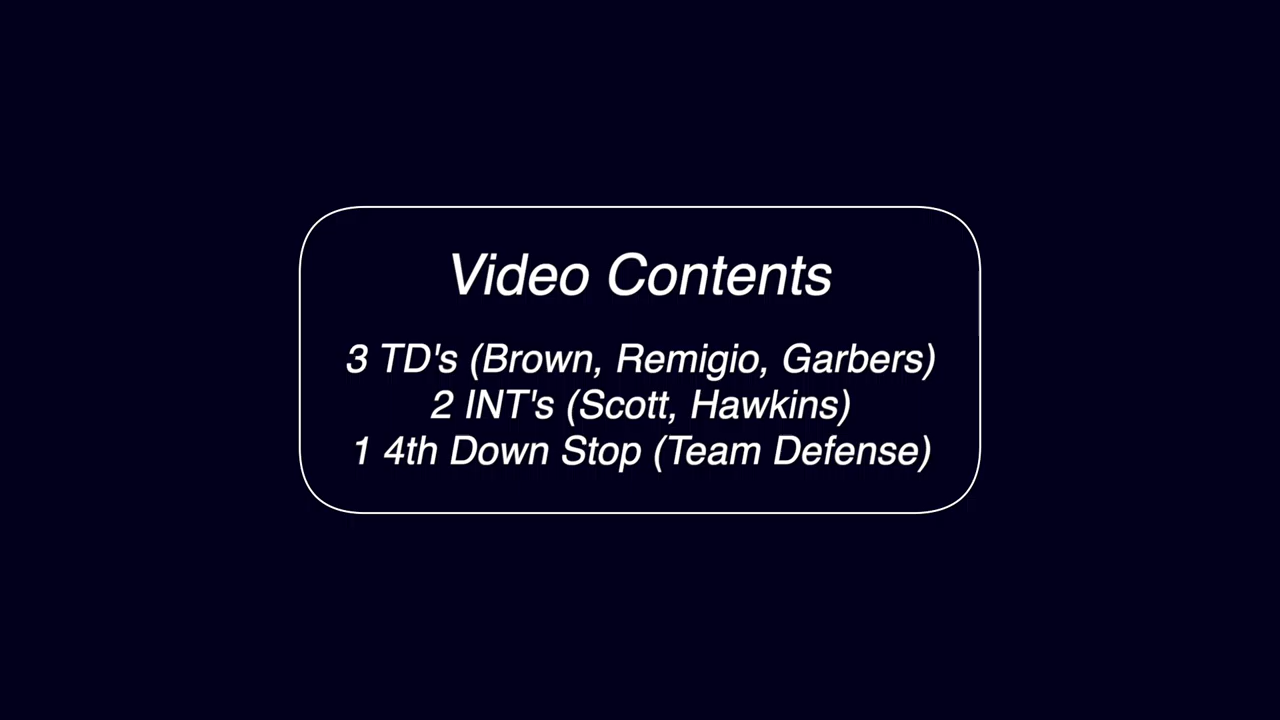 Video Contents
3 TD's (Brown, Remigio, Garbers)
2 INT's (Scott, Hawkins)
1 4th Down Stop (Team Defense)